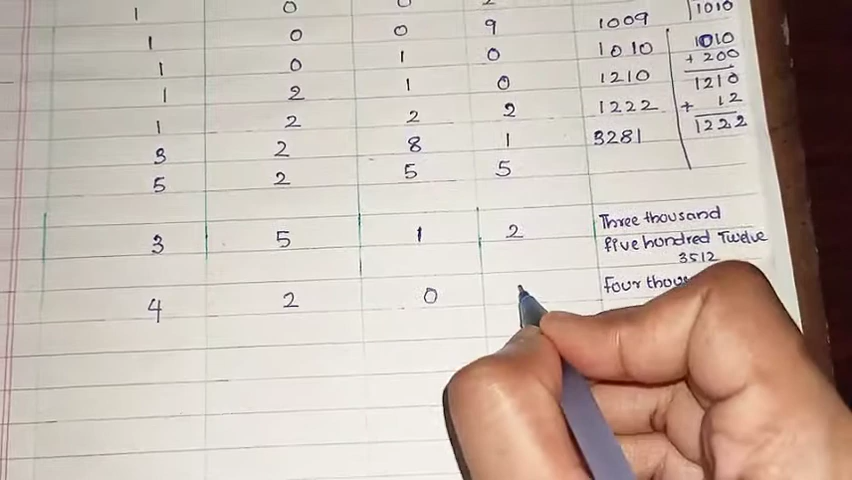 1 0 0 1010
1 0 0 9 1009 1010
1 0 1 0 1010 + 200
1 2 1 0 1210 1210
1 2 2 2 1222 + 12
3 2 8 1 3281 1222
5 2 5 5
3 5 1 2 Three thousand
five hundred Twelve
3512
4 2 0 four